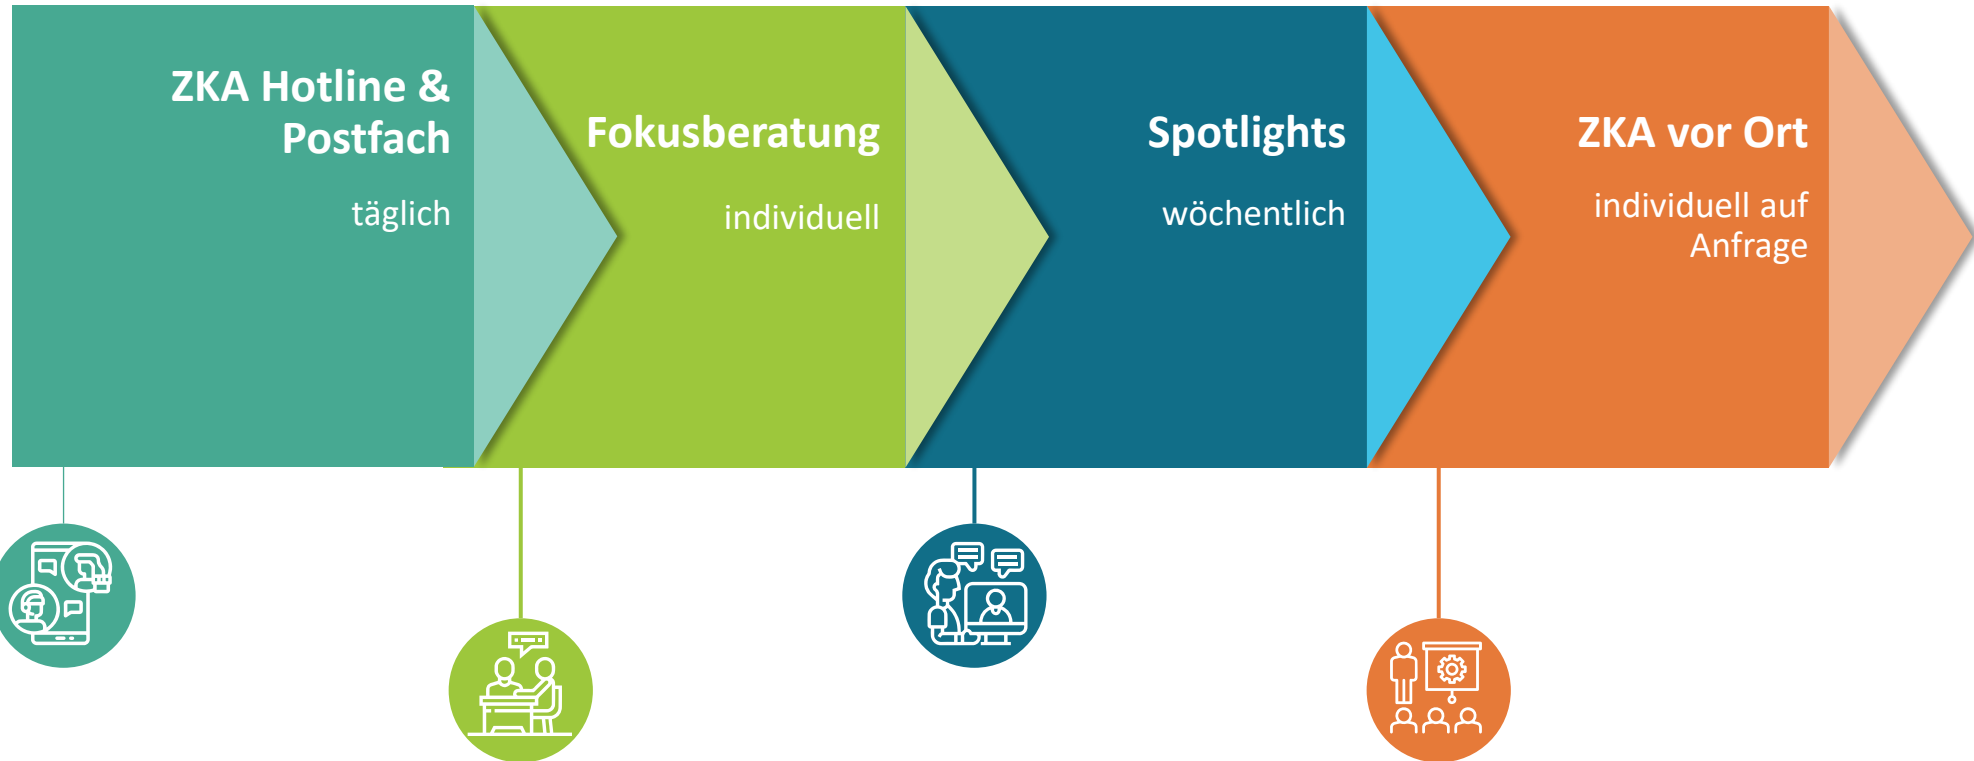 ZKA Hotline &
Postfach
täglich
Fokusberatung
individuell
Spotlights
wöchentlich
ZKA vor Ort
individuell auf
Anfrage